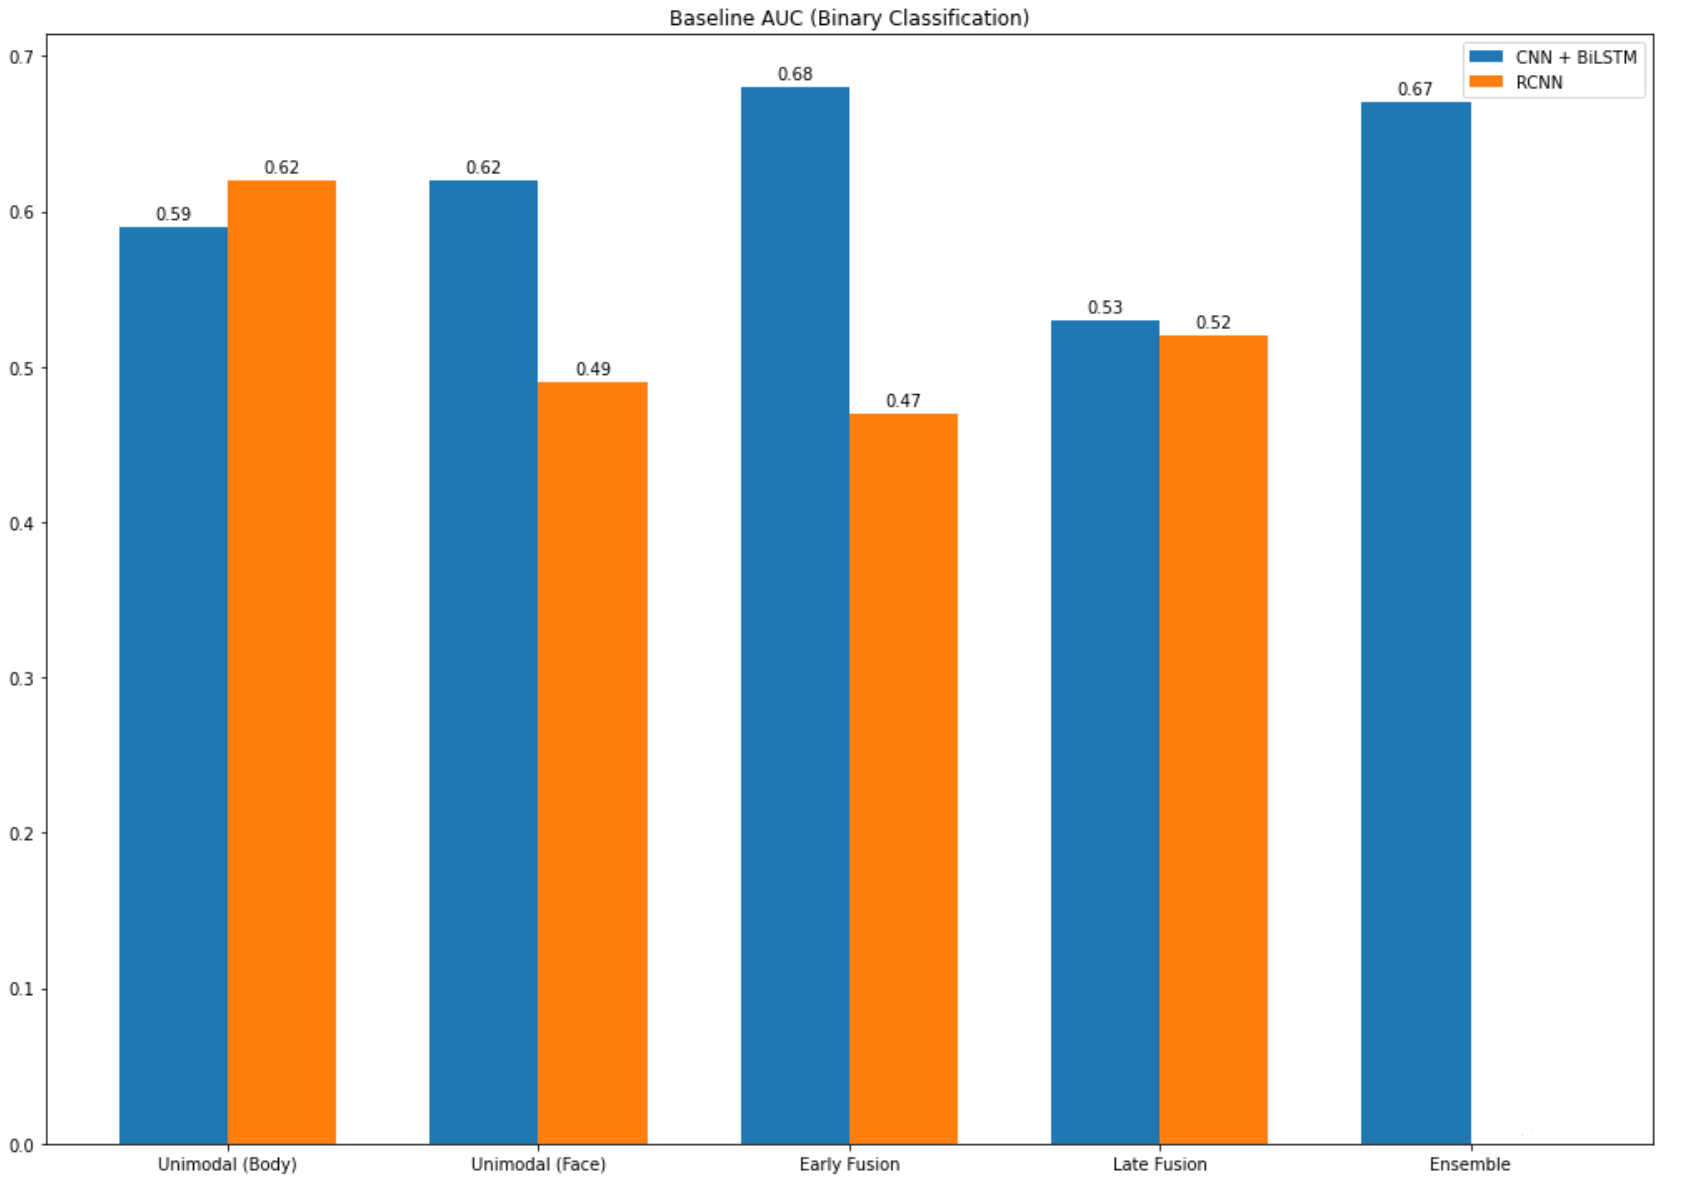 Baseline AUC (Binary Classification)
CNN + BiLSTM
RCNN
0.7
0.6
0.5
0.4
0.3
0.2
0.1
0.0
0.59
0.62
0.62
0.49
0.68
0.47
0.53
0.52
0.67
Unimodal (Body)
Unimodal (Face)
Early Fusion
Late Fusion
Ensemble